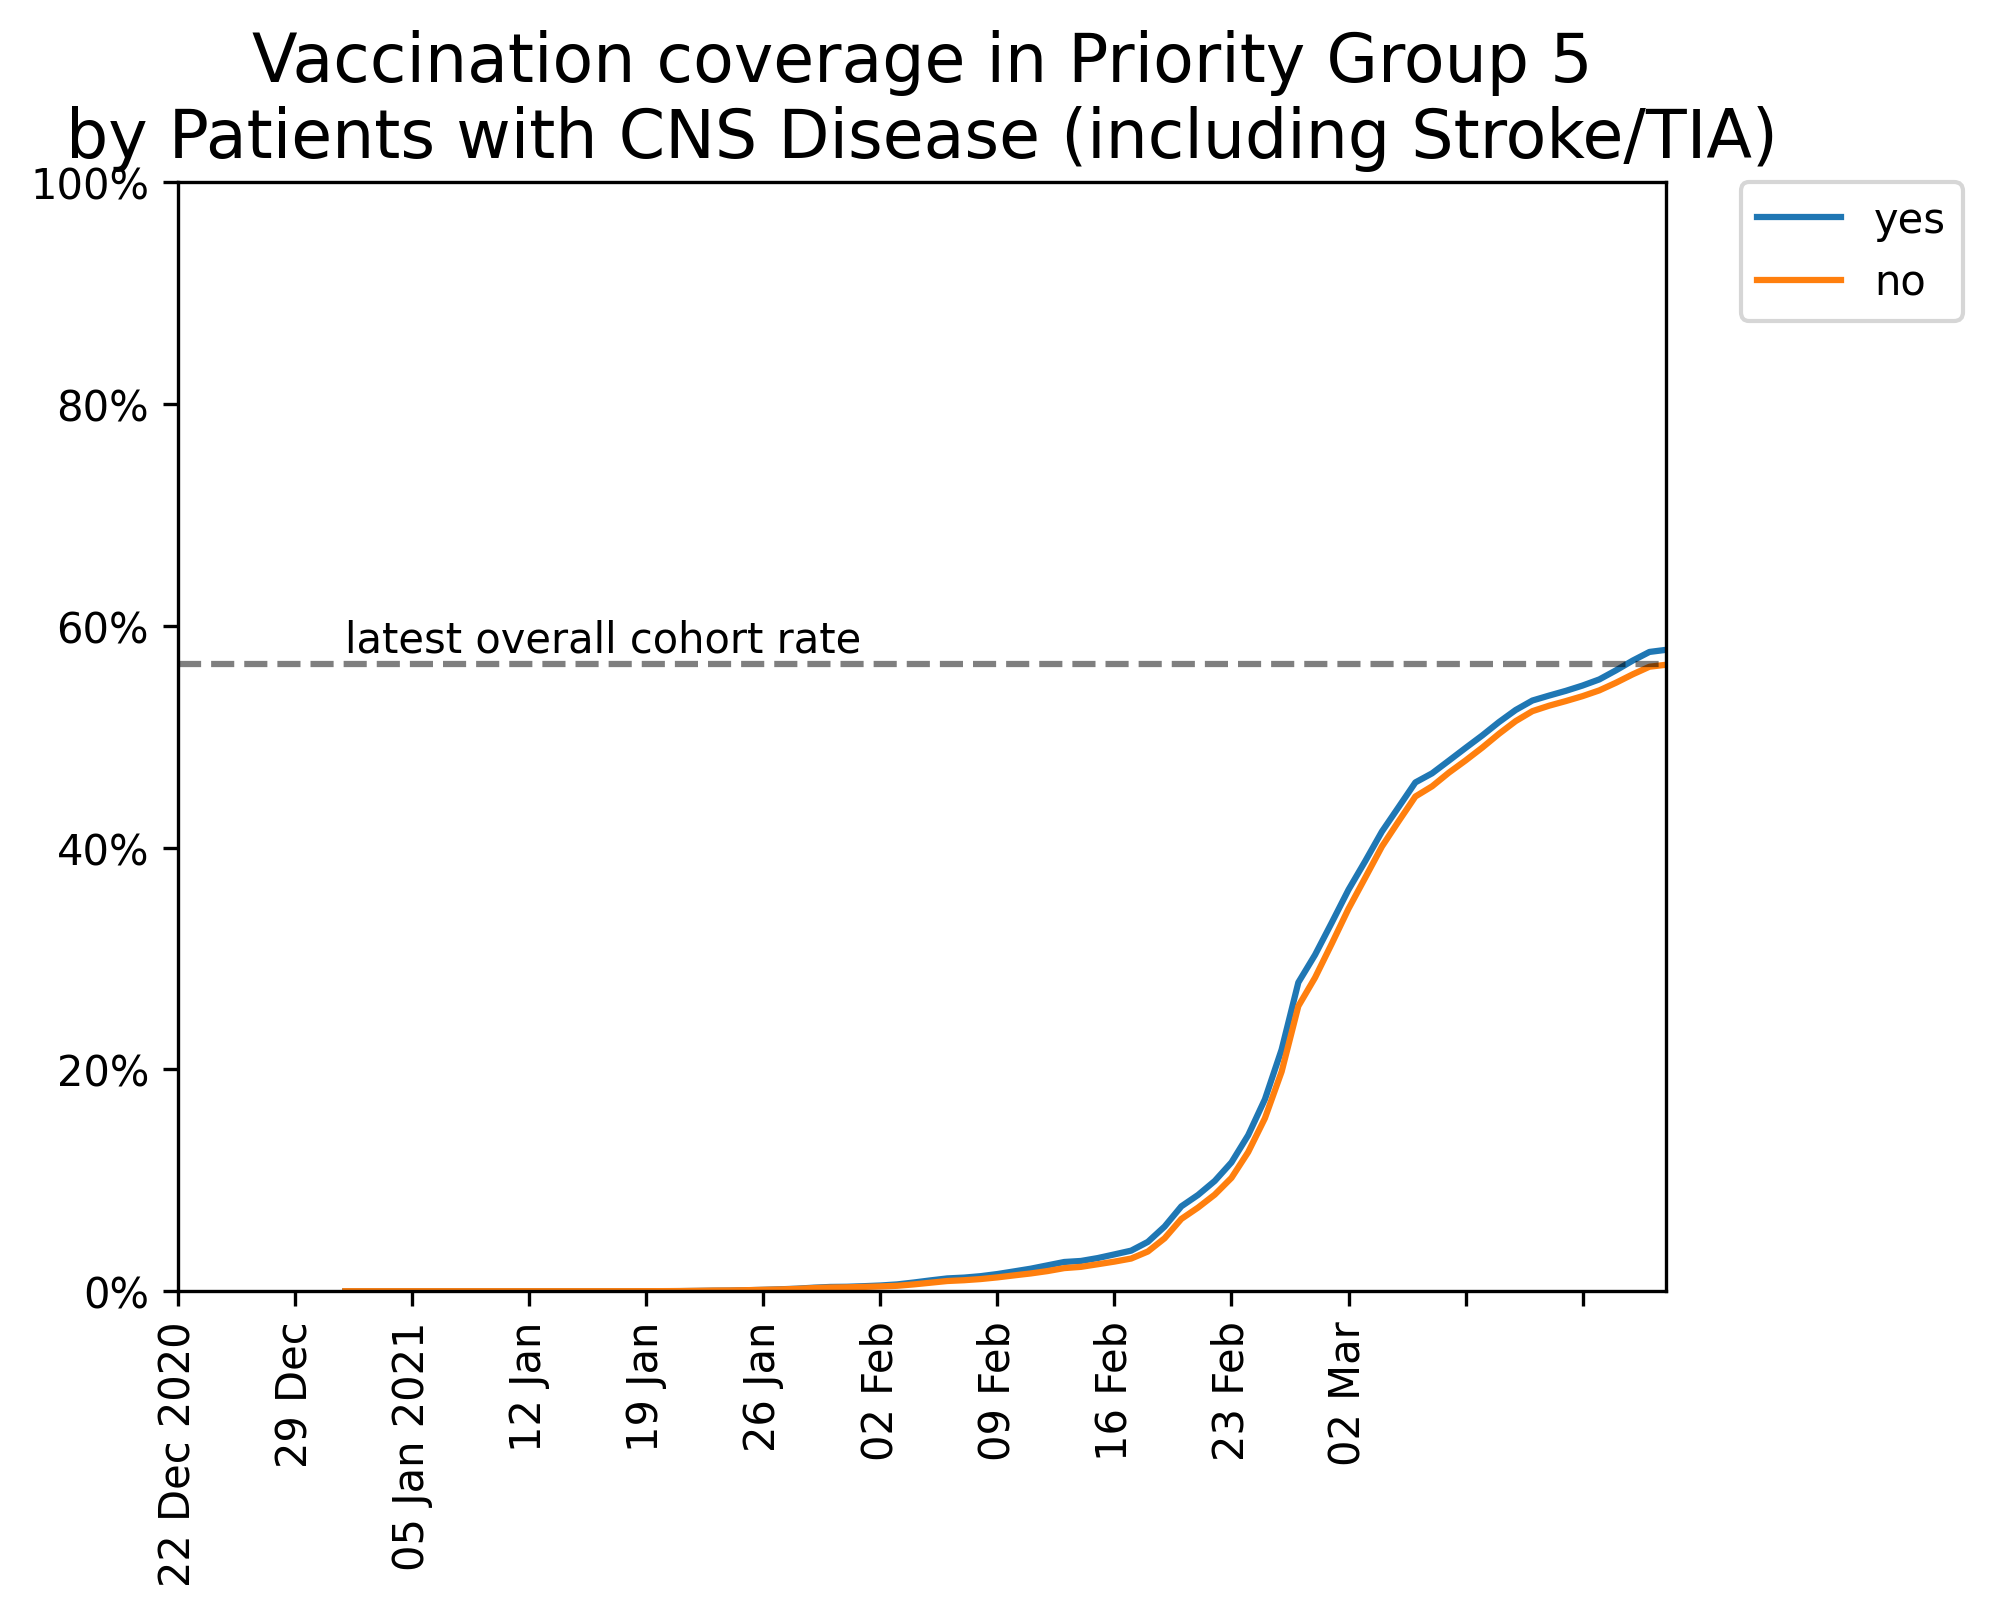 Vaccination coverage in Priority Group 5
by Patients with CNS Disease (including Stroke/TIA)
100%
80%
60%
40%
20%
0%
latest overall cohort rate
yes
no
22 Dec 2020
29 Dec
05 Jan 2021
12 Jan
19 Jan
26 Jan
02 Feb
09 Feb
16 Feb
23 Feb
02 Mar